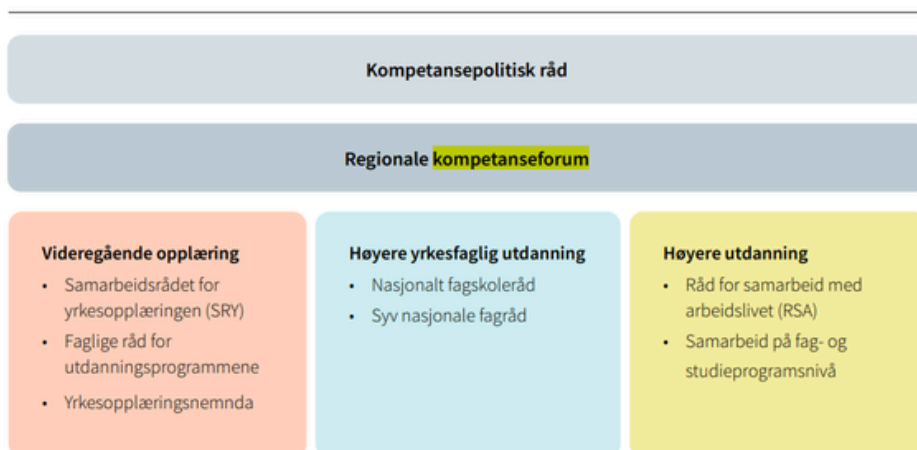 Kompetansepolitisk råd
Regionale kompetanseforum
Videregående opplæring
• Samarbeidsrådet for
yrkesopplæringen (SRY)
• Faglige råd for
utdanningsprogrammene
• Yrkesopplæringsnemnda
Høyere yrkesfaglig utdanning
• Nasjonalt fagskoleråd
• Syv nasjonale fagråd
Høyere utdanning
• Råd for samarbeid med
arbeidslivet (RSA)
• Samarbeid på fag- og
studieprogramsnivå